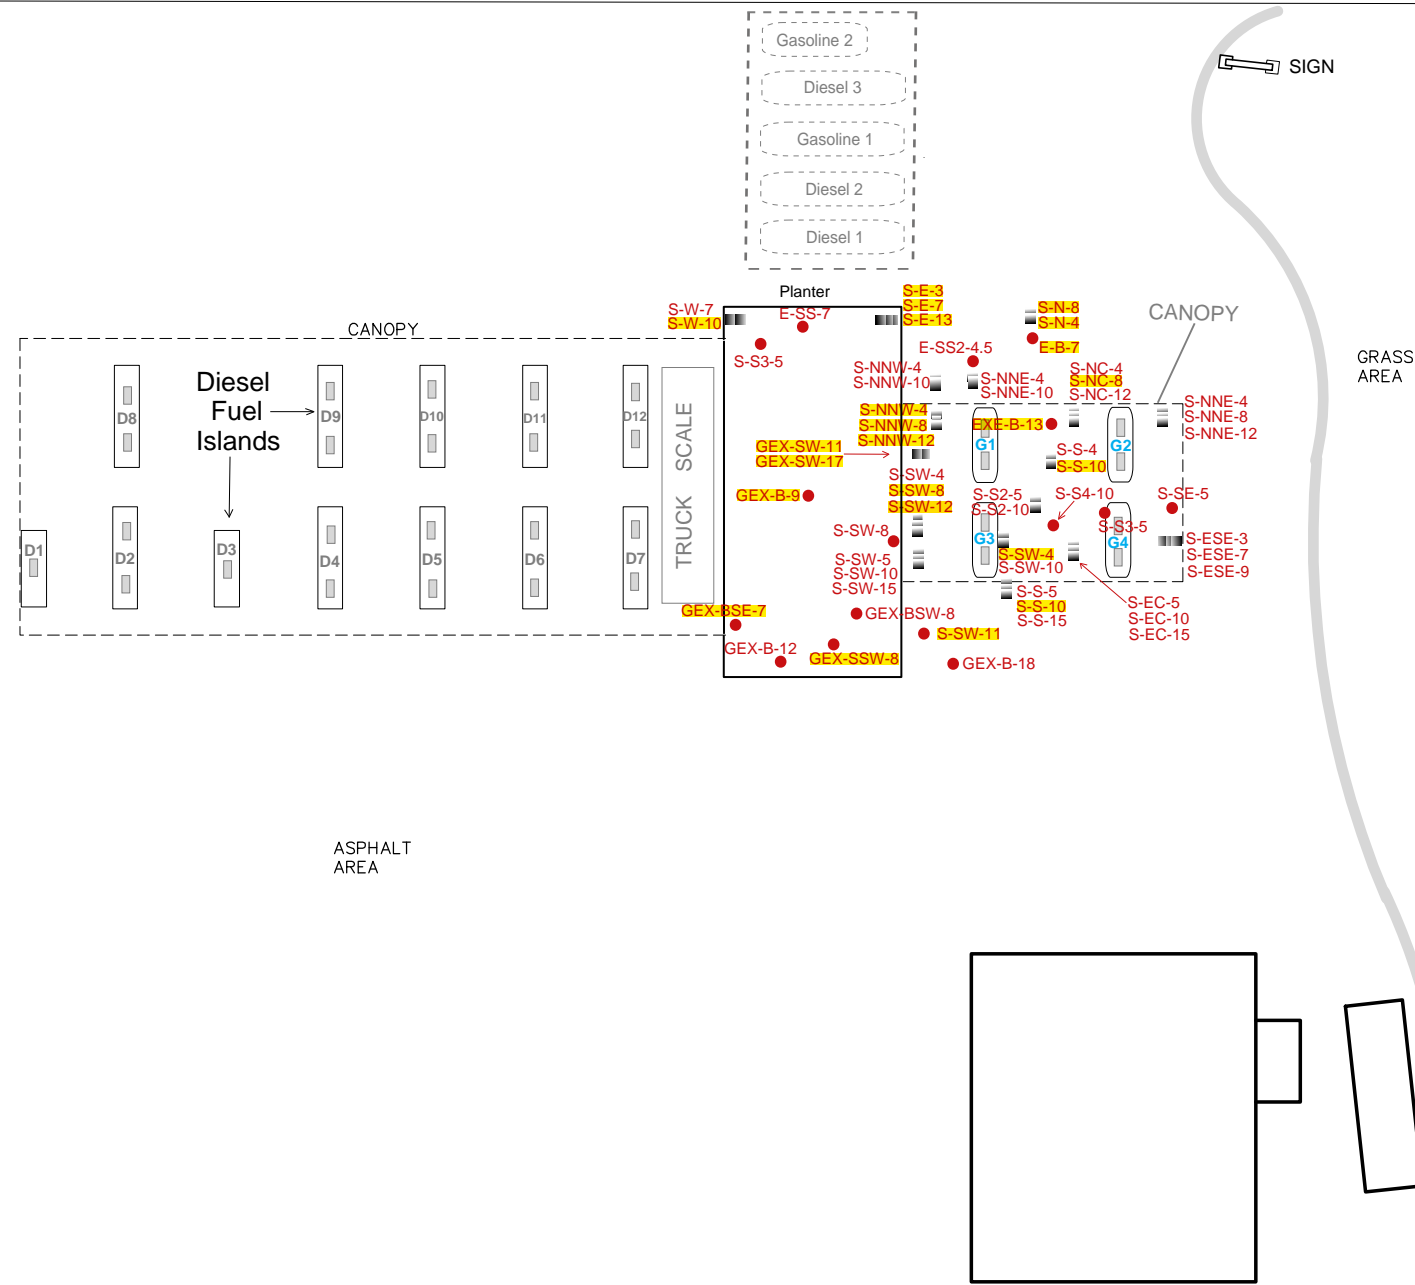 Gasoline 2
Diesel 3
Gasoline 1
Diesel 2
Diesel 1
SIGN
Planter
S-W-7
S-W-10
E-SS-7
S-S3-5
S-E-3
S-E-7
S-E-13
S-N-8
S-N-4
E-B-7
CANOPY
CANOPY
GRASS
AREA
E-SS2-4.5
S-NNW-4
S-NNW-10
S-NNE-4
S-NNE-10
S-NC-4
S-NC-8
S-NC-12
S-NNE-4
S-NNE-8
S-NNE-12
Diesel
Fuel
Islands
D8
D9
D10
D11
D12
TRUCK SCALE
S-NNW-4
S-NNW-8
S-NNW-12
EXE-B-13
G1
G2
GEX-SW-11
GEX-SW-17
S-S-4
S-S-10
S-SW-4
S-SW-8
S-SW-12
GEX-B-9
S-S2-5
S-S2-10
S-S4-10
S-SE-5
S-S3-5
D1
D2
D3
D4
D5
D6
D7
S-SW-8
G3
G4
S-ESE-3
S-ESE-7
S-ESE-9
S-SW-5
S-SW-10
S-SW-15
S-SW-4
S-SW-10
S-S-5
S-S-10
S-S-15
S-EC-5
S-EC-10
S-EC-15
GEX-BSE-7
GEX-BSW-8
S-SW-11
GEX-B-12
GEX-SSW-8
GEX-B-18
ASPHALT
AREA